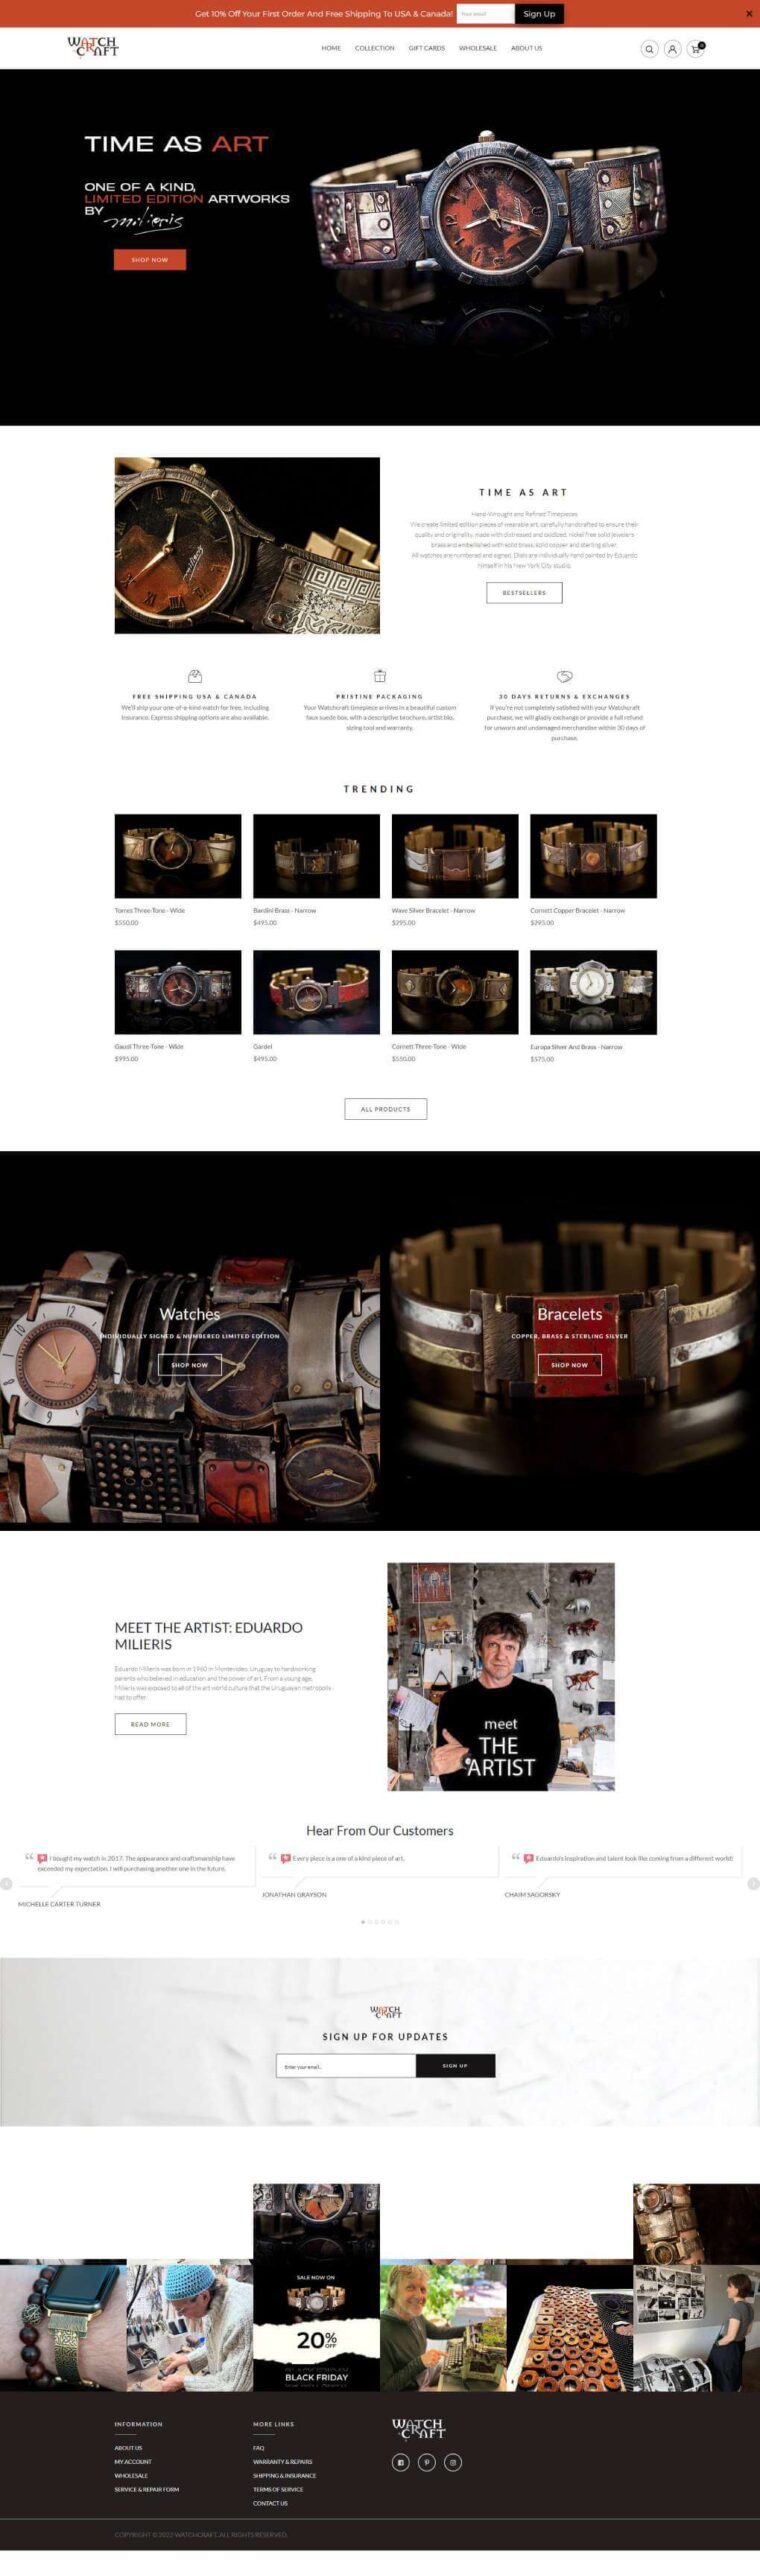 Get 10% Off Your First Order And Free Shipping To USA & Canada!
Your email
Sign Up
WATCH
CRAFT
HOME
COLLECTION
GIFT CARDS
WHOLESALE
ABOUT US
0
TIME AS ART
ONE OF A KIND,
LIMITED EDITION ARTWORKS
BY milieris
SHOP NOW
TIME AS ART
Hand-Wrought and Refined Timepieces
We create limited edition pieces of wearable art, carefully handcrafted to ensure their
quality and originality, made with distressed and oxidized, nickel free solid jewelers
brass and embellished with solid brass, solid copper and sterling silver.
All watches are numbered and signed. Dials are individually hand painted by Eduardo
himself in his New York City studio.
BESTSELLERS
FREE SHIPPING USA & CANADA
We'll ship your one-of-a-kind watch for free, including
insurance. Express shipping options are also available.
PRISTINE PACKAGING
Your Watchcraft timepiece arrives in a beautiful custom
faux suede box, with a descriptive brochure, artist bio,
sizing tool and warranty.
30 DAYS RETURNS & EXCHANGES
If you're not completely satisfied with your Watchcraft
purchase, we will gladly exchange or provide a full refund
for unworn and undamaged merchandise within 30 days of
purchase.
TRENDING
Torres Three-Tone - Wide
$550.00
Bardini Brass - Narrow
$495.00
Wave Silver Bracelet - Narrow
$295.00
Cornett Copper Bracelet - Narrow
$295.00
Gaudi Three-Tone - Wide
$995.00
Gardel
$495.00
Cornett Three-Tone - Wide
$550.00
Europa Silver And Brass - Narrow
$575.00
ALL PRODUCTS
Watches
INDIVIDUALLY SIGNED & NUMBERED LIMITED EDITION
SHOP NOW
Bracelets
COPPER, BRASS & STERLING SILVER
SHOP NOW
MEET THE ARTIST: EDUARDO
MILIERIS
Eduardo Milieris was born in 1960 in Montevideo, Uruguay to hardworking
parents who believed in education and the power of art. From a young age,
Milieris was exposed to all of the art world culture that the Uruguayan metropolis
had to offer.
READ MORE
meet
THE
ARTIST
Hear From Our Customers
I bought my watch in 2017. The appearance and craftsmanship have
exceeded my expectation. I will purchasing another one in the future.
MICHELLE CARTER TURNER
Every piece is a one of a kind piece of art.
JONATHAN GRAYSON
Eduardo's inspiration and talent look like coming from a different world!
CHAIM SAGORSKY
WATCH
CRAFT
SIGN UP FOR UPDATES
Enter your email...
SIGN UP
SALE NOW ON
20% OFF
BLACK FRIDAY
BLACK FRIDAY
BLACK FRIDAY
INFORMATION
ABOUT US
MY ACCOUNT
WHOLESALE
SERVICE & REPAIR FORM
MORE LINKS
FAQ
WARRANTY & REPAIRS
SHIPPING & INSURANCE
TERMS OF SERVICE
CONTACT US
WATCH
CRAFT
COPYRIGHT © 2022 WATCHCRAFT. ALL RIGHTS RESERVED.